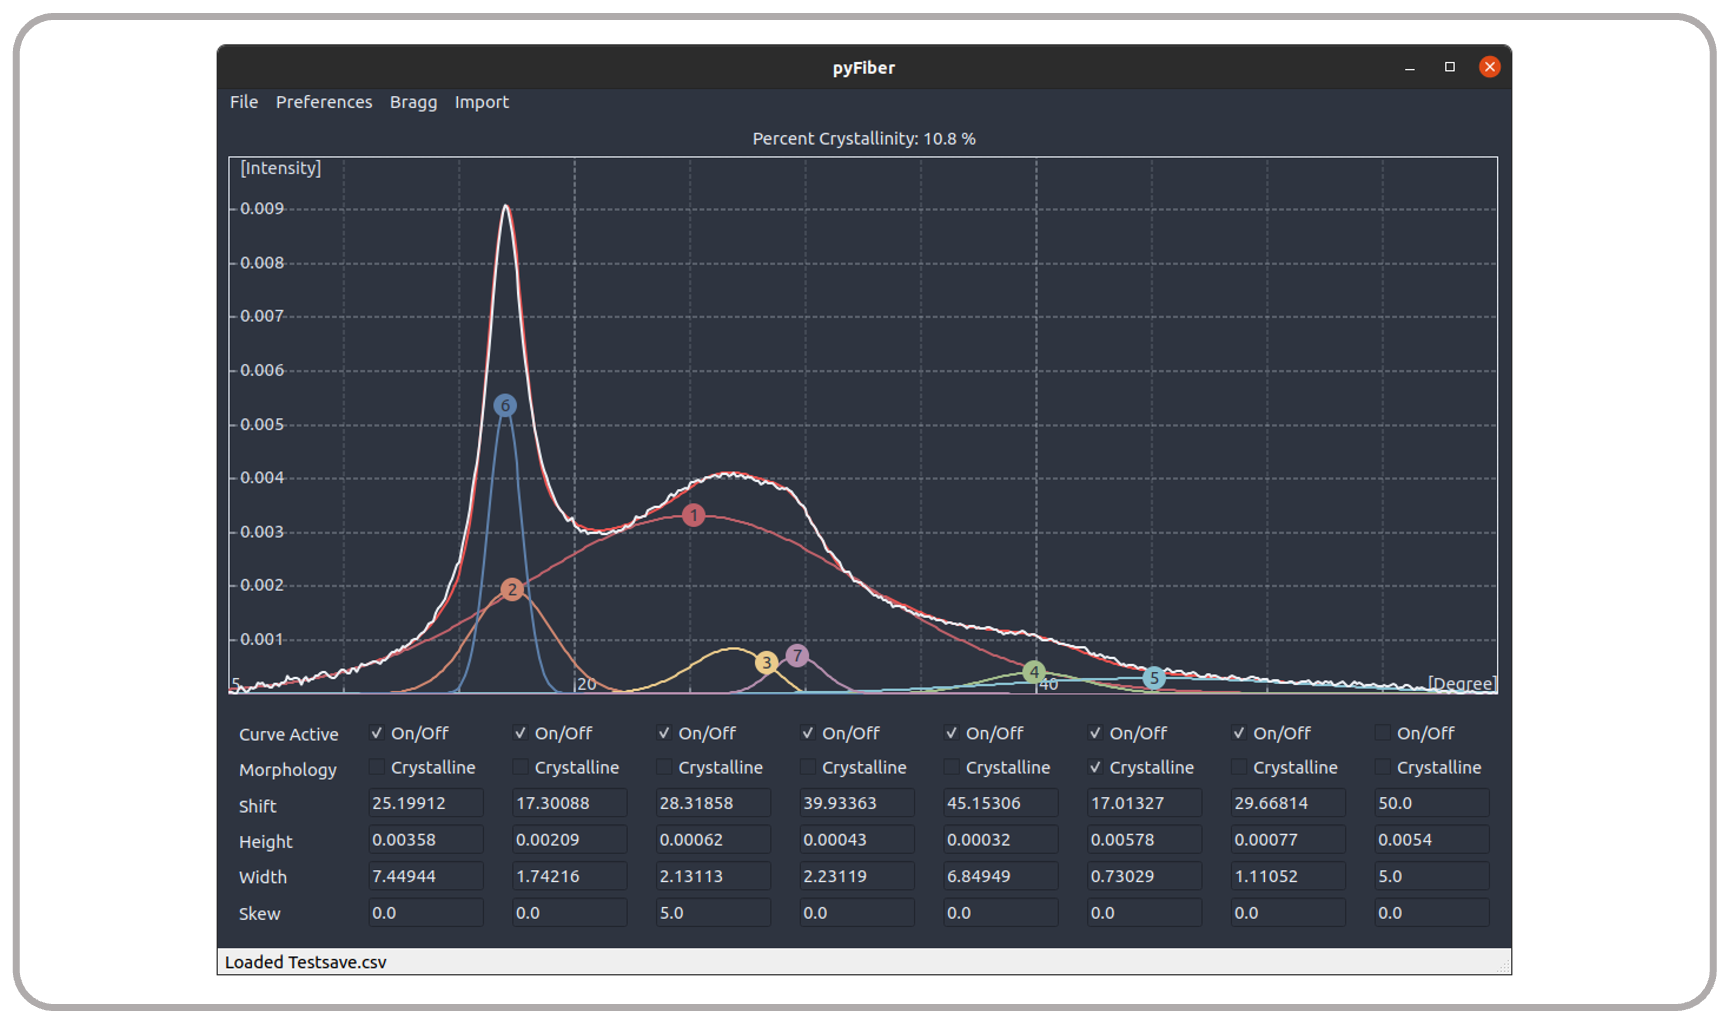 pyFiber
File Preferences Bragg Import
Percent Crystallinity: 10.8 %
[Intensity]
0.009
0.008
0.007
0.006
6
0.005
0.004
1
0.003
2
0.002
0.001
3 7 4 5
5 20 40 [Degree]
Curve Active On/Off On/Off On/Off On/Off On/Off On/Off On/Off On/Off
Morphology Crystalline Crystalline Crystalline Crystalline Crystalline Crystalline Crystalline Crystalline
Shift 25.19912 17.30088 28.31858 39.93363 45.15306 17.01327 29.66814 50.0
Height 0.00358 0.00209 0.00062 0.00043 0.00032 0.00578 0.00077 0.0054
Width 7.44944 1.74216 2.13113 2.23119 6.84949 0.73029 1.11052 5.0
Skew 0.0 0.0 5.0 0.0 0.0 0.0 0.0 0.0
Loaded Testsave.csv